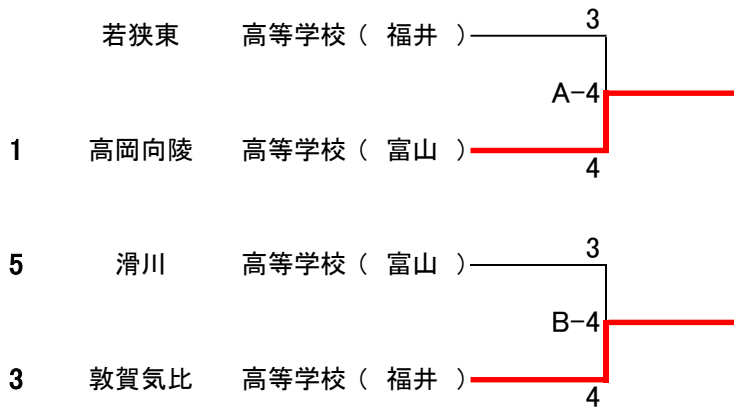 若狭東 高等学校（ 福井 ） 3
A-4
1 高岡向陵 高等学校（ 富山 ） 4
5 滑川 高等学校（ 富山 ） 3
B-4
3 敦賀気比 高等学校（ 福井 ） 4